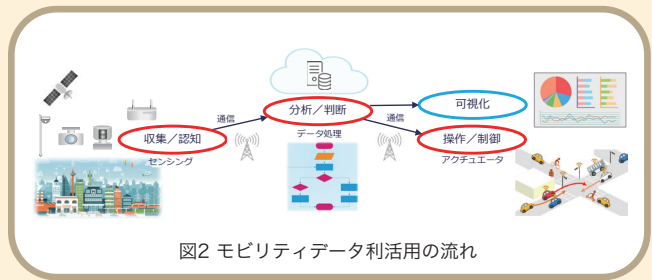 収集／認知
センシング
通信
分析／判断
データ処理
通信
可視化
操作／制御
アクチュエータ
図2 モビリティデータ利活用の流れ